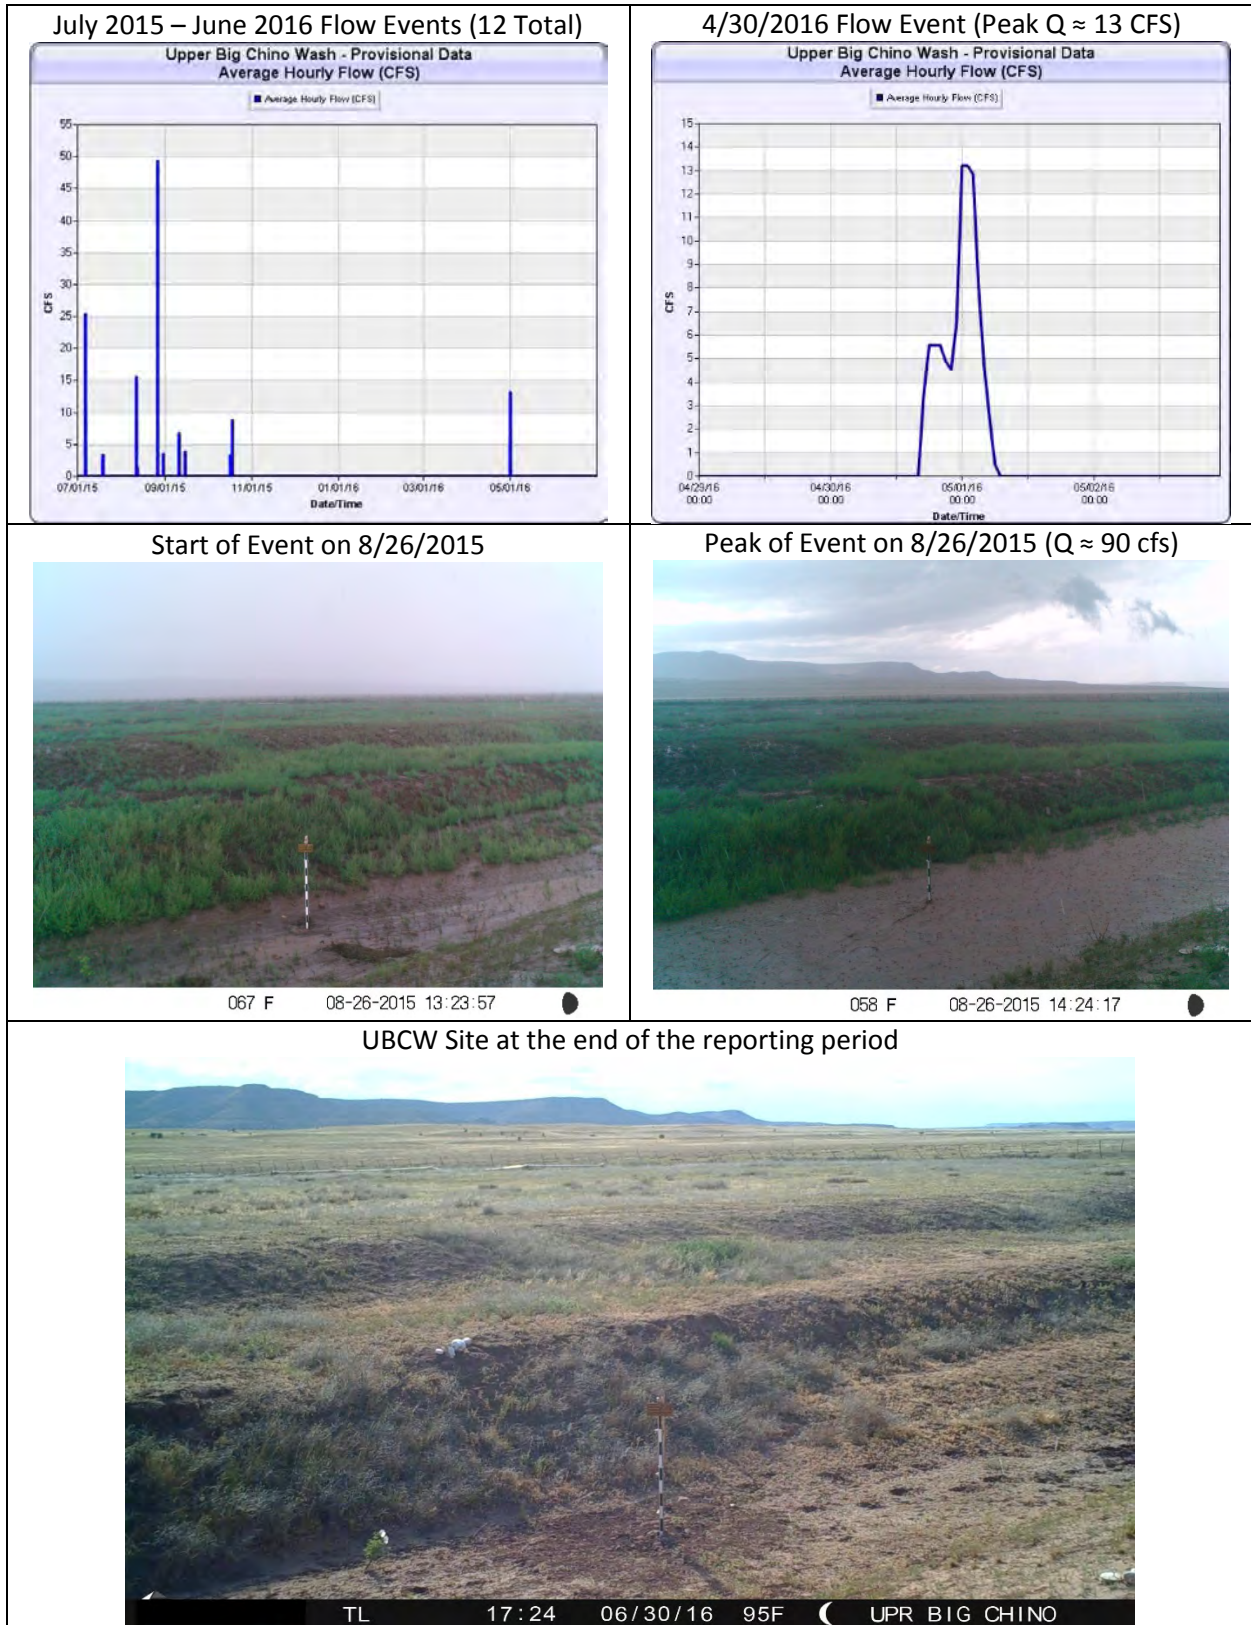 July 2015 – June 2016 Flow Events (12 Total)
Upper Big Chino Wash - Provisional Data
Average Hourly Flow (CFS)
Average Hourly Flow (CFS)
55
50
45
40
35
30
25
20
15
10
5
0
CFS
07/01/15 09/01/15 11/01/15 01/01/16 03/01/16 05/01/16
Date/Time
4/30/2016 Flow Event (Peak Q ≈ 13 CFS)
Upper Big Chino Wash - Provisional Data
Average Hourly Flow (CFS)
Average Hourly Flow (CFS)
15
14
13
12
11
10
9
8
7
6
5
4
3
2
1
0
CFS
04/29/16 04/30/16 05/01/16 05/02/16
00:00 00:00 00:00 00:00
Date/Time
Start of Event on 8/26/2015
067 F 08-26-2015 13:23:57
Peak of Event on 8/26/2015 (Q ≈ 90 cfs)
058 F 08-26-2015 14:24:17
UBCW Site at the end of the reporting period
TL 17:24 06/30/16 95F UPR BIG CHINO